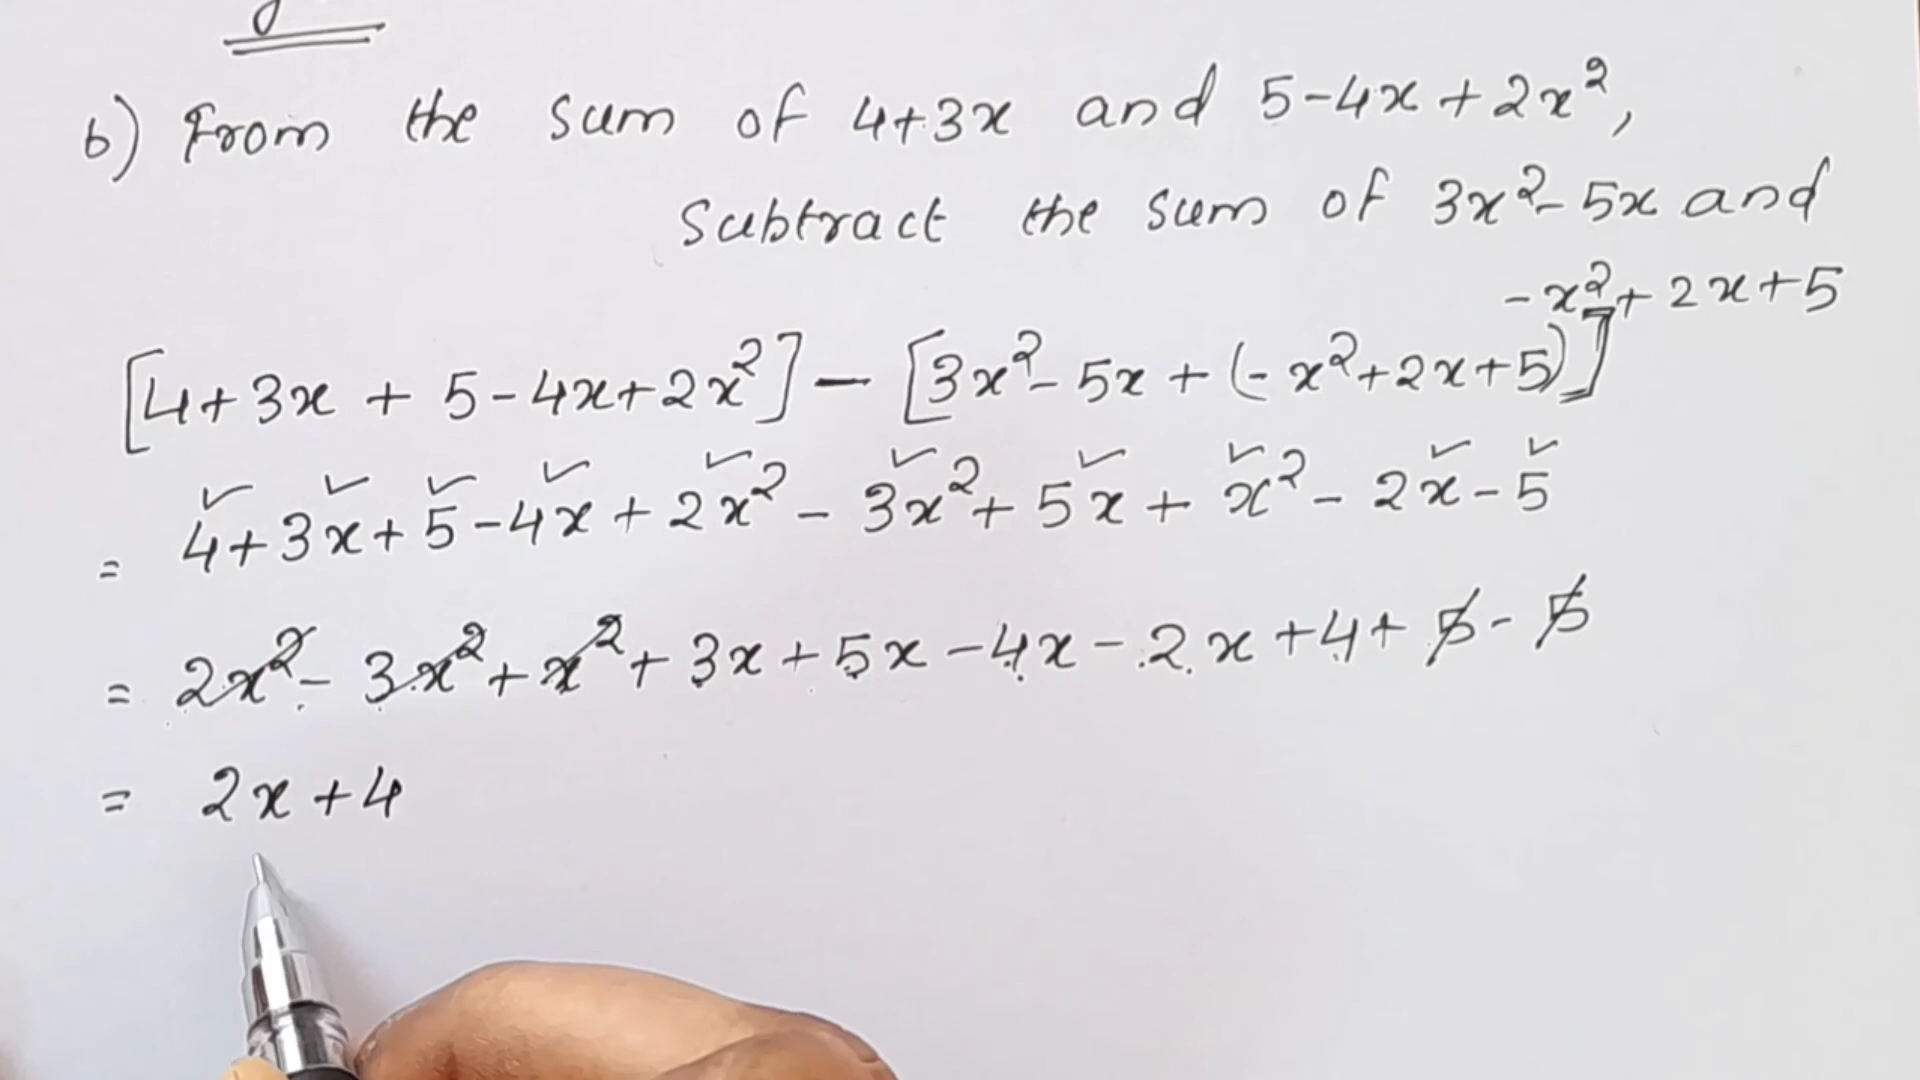 b) From the sum of 4+3x and 5-4x+2x²,
Subtract the sum of 3x²-5x and
-x²+2x+5
[4+3x + 5-4x+2x²] - [3x²-5x+(-x²+2x+5)]
= 4+3x+5-4x+2x²-3x²+5x+x²-2x-5
= 2x²-3x²+x²+3x+5x-4x-2x+4+5-5
= 2x+4